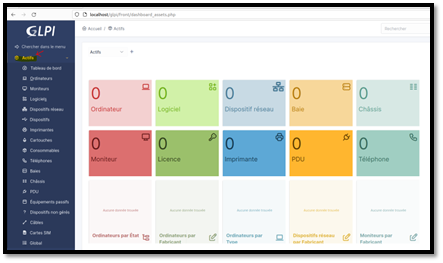 localhost/glpi/front/dashboard_assets.php
GLPI
Accueil / Actifs
Rechercher
Chercher dans le menu
Actifs
Tableau de bord
Ordinateurs
Moniteurs
Logiciels
Dispositifs réseau
Dispositifs
Imprimantes
Cartouches
Consommables
Téléphones
Baies
Châssis
PDU
Équipements passifs
Dispositifs non gérés
Câbles
Cartes SIM
Global
Actifs
0
Ordinateur
0
Logiciel
0
Dispositif réseau
0
Baie
0
Châssis
0
Moniteur
0
Licence
0
Imprimante
0
PDU
0
Téléphone
Aucune donnée trouvée
Ordinateurs par État
Aucune donnée trouvée
Ordinateurs par
Fabricant
Aucune donnée trouvée
Ordinateurs par
Type
Aucune donnée trouvée
Dispositifs réseau
par Fabricant
Aucune donnée trouvée
Moniteurs par
Fabricant